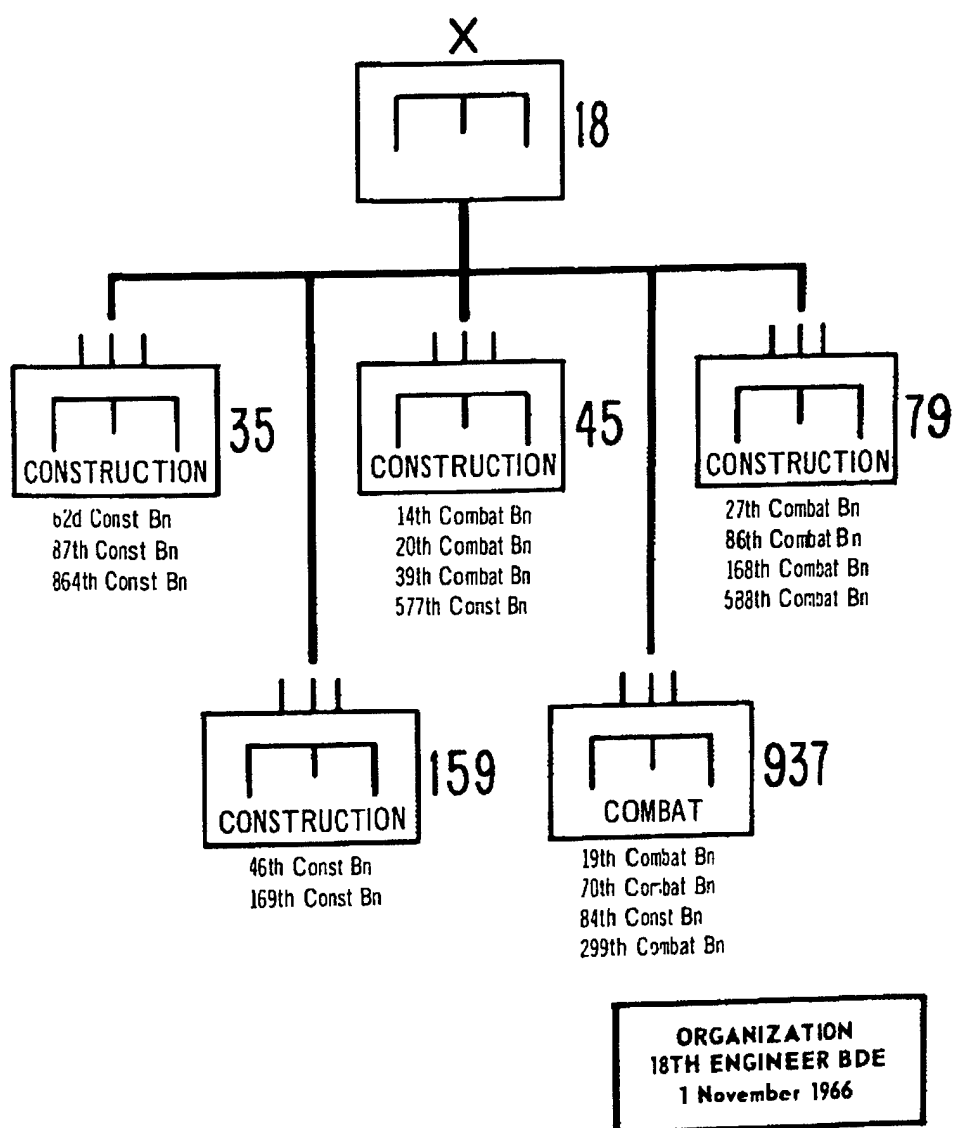 X
18
CONSTRUCTION
35
62d Const Bn
87th Const Bn
864th Const Bn
CONSTRUCTION
45
14th Combat Bn
20th Combat Bn
39th Combat Bn
577th Const Bn
CONSTRUCTION
79
27th Combat Bn
86th Combat Bn
168th Combat Bn
588th Combat Bn
CONSTRUCTION
159
46th Const Bn
169th Const Bn
COMBAT
937
19th Combat Bn
70th Combat Bn
84th Const Bn
299th Combat Bn
ORGANIZATION
18TH ENGINEER BDE
1 November 1966